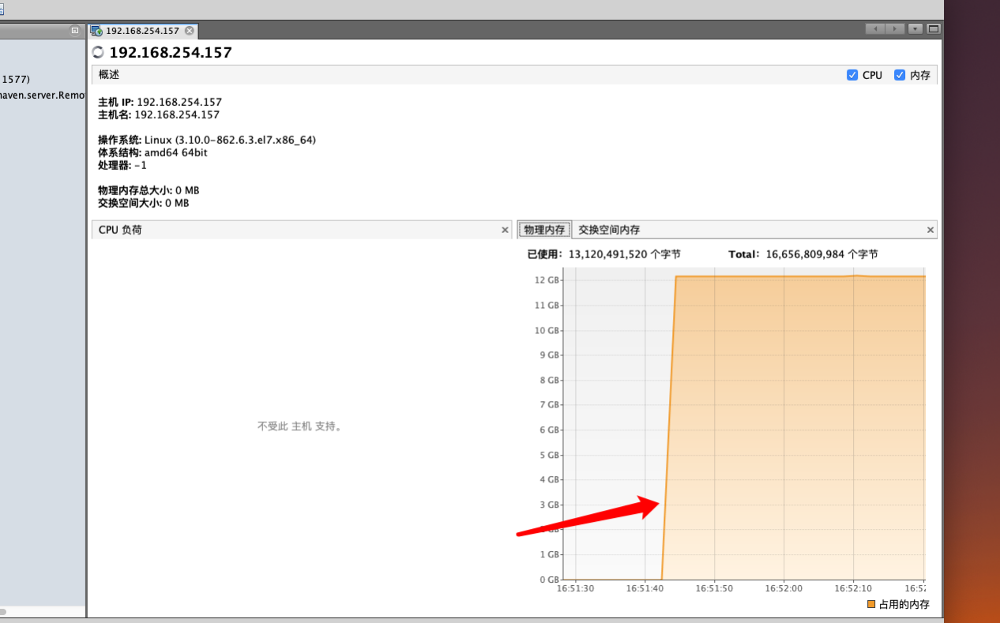 192.168.254.157
192.168.254.157
1577)
naven.server.Remo
概述
CPU
内存
主机 IP: 192.168.254.157
主机名: 192.168.254.157
操作系统: Linux (3.10.0-862.6.3.el7.x86_64)
体系结构: amd64 64bit
处理器: -1
物理内存总大小: 0 MB
交换空间大小: 0 MB
CPU 负荷
不受此 主机 支持。
物理内存
交换空间内存
已使用: 13,120,491,520 个字节
Total: 16,656,809,984 个字节
12 GB
11 GB
10 GB
9 GB
8 GB
7 GB
6 GB
5 GB
4 GB
3 GB
1 GB
0 GB
16:51:30
16:51:40
16:51:50
16:52:00
16:52:10
16:52
占用的内存